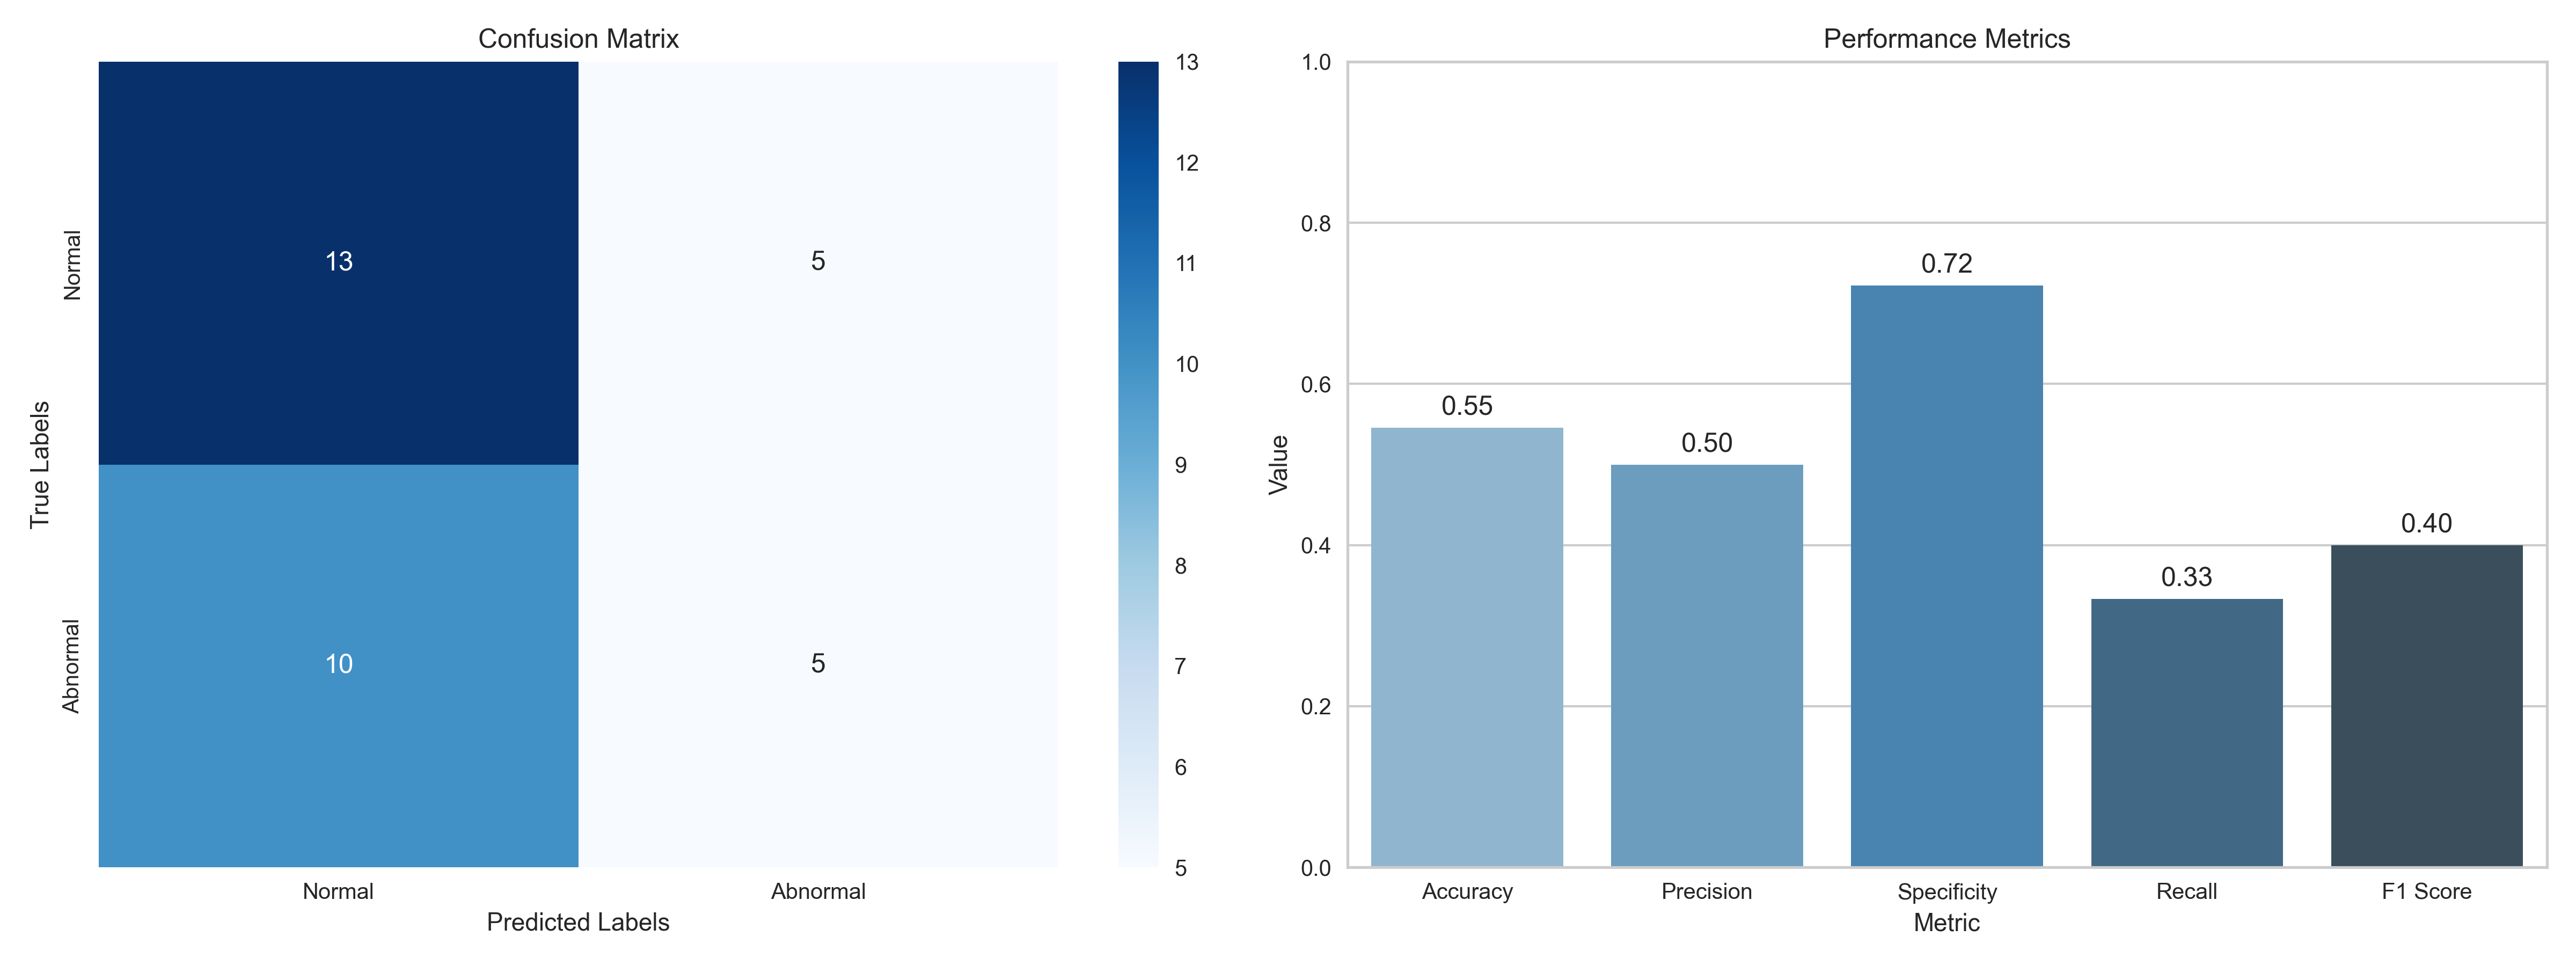 Confusion Matrix
Normal
Abnormal
True Labels
13
5
10
5
Normal
Abnormal
Predicted Labels
13
12
11
10
9
8
7
6
5
Performance Metrics
1.0
0.8
0.6
0.4
0.2
0.0
Value
0.55
0.50
0.72
0.33
0.40
Accuracy
Precision
Specificity
Recall
F1 Score
Metric